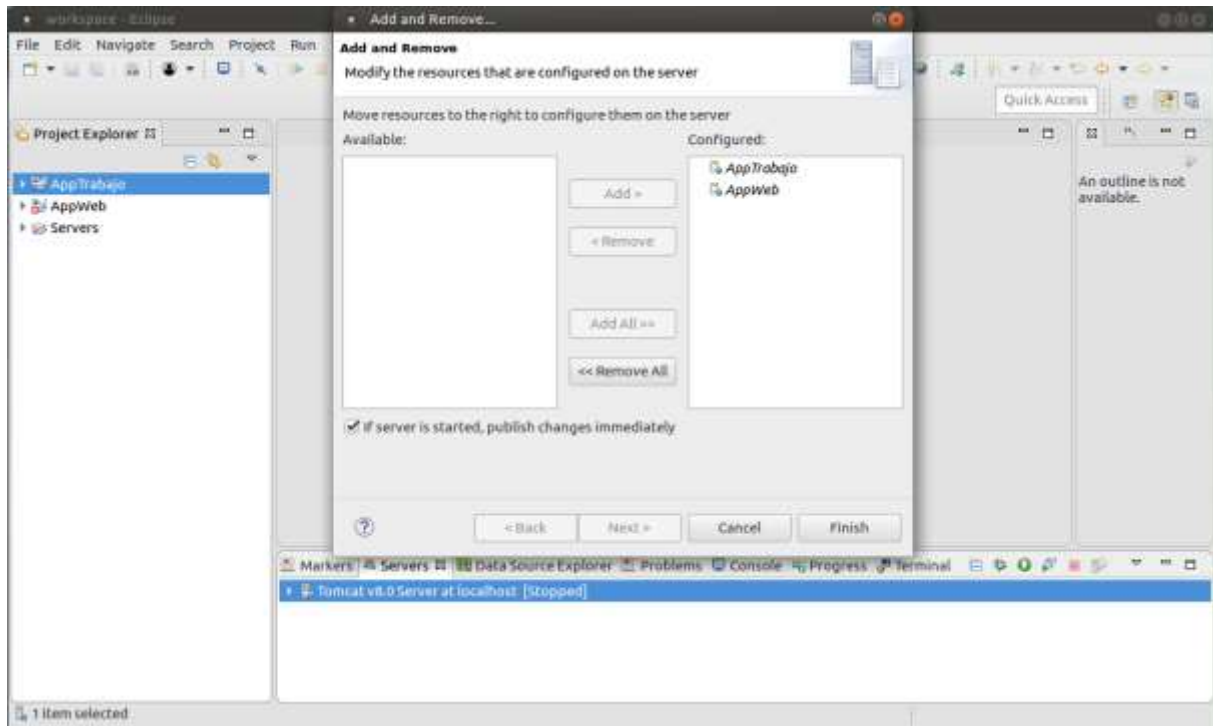 workspace - Eclipse
Add and Remove...
File Edit Navigate Search Project Run
Add and Remove
Modify the resources that are configured on the server
Quick Access
Project Explorer
Move resources to the right to configure them on the server
Available:
Configured:
AppTrabajo
AppWeb
Servers
Add >
< Remove
Add All >>
<< Remove All
AppTrabajo
AppWeb
An outline is not
available.
If server is started, publish changes immediately
?
< Back
Next >
Cancel
Finish
Markers Servers Data Source Explorer Problems Console Progress Terminal
Tomcat v8.0 Server at localhost [Stopped]
1 item selected